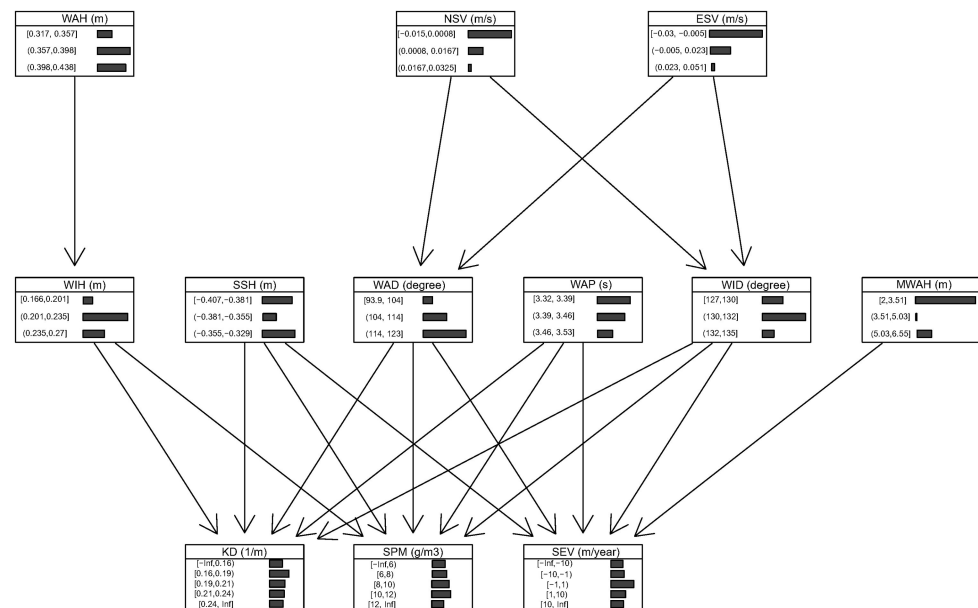 WAH (m)
[0.317, 0.357]
(0.357,0.398]
(0.398,0.438]
NSV (m/s)
[−0.015,0.0008]
(0.0008, 0.0167]
(0.0167,0.0325]
ESV (m/s)
[−0.03, −0.005]
(−0.005, 0.023]
(0.023, 0.051]
WIH (m)
[0.166,0.201]
(0.201,0.235]
(0.235,0.27]
SSH (m)
[−0.407,−0.381]
(−0.381,−0.355]
(−0.355,−0.329]
WAD (degree)
[93.9, 104]
(104, 114]
(114, 123]
WAP (s)
[3.32, 3.39]
(3.39, 3.46]
(3.46, 3.53]
WID (degree)
[127,130]
(130,132]
(132,135]
MWAH (m)
[2,3.51]
(3.51,5.03]
(5.03,6.55]
KD (1/m)
[−Inf,0.16)
[0.16,0.19)
[0.19,0.21)
[0.21,0.24)
[0.24, Inf]
SPM (g/m3)
[−Inf,6)
[6,8)
[8,10)
[10,12)
[12, Inf]
SEV (m/year)
[−Inf,−10)
[−10,−1)
[−1,1)
[1,10)
[10, Inf]